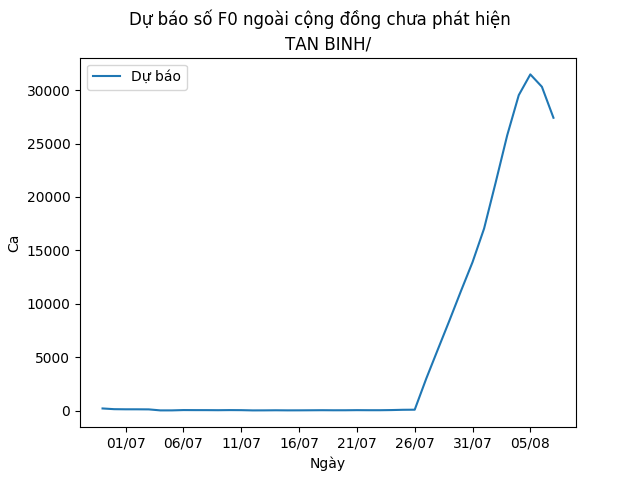 Dự báo số F0 ngoài cộng đồng chưa phát hiện
TAN BINH/
Dự báo
30000
25000
20000
15000
10000
5000
0
Ca
01/07 06/07 11/07 16/07 21/07 26/07 31/07 05/08
Ngày